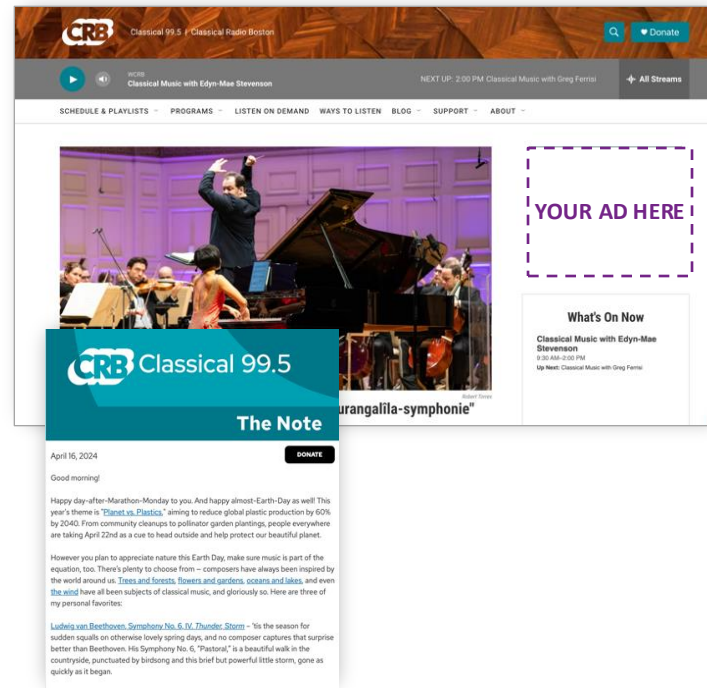 CRB
Classical 99.5 | Classical Radio Boston
Donate
WCRB
Classical Music with Edyn-Mae Stevenson
NEXT UP: 2:00 PM Classical Music with Greg Ferrisi
All Streams
SCHEDULE & PLAYLISTS PROGRAMS LISTEN ON DEMAND WAYS TO LISTEN BLOG SUPPORT ABOUT
YOUR AD HERE
What's On Now
Classical Music with Edyn-Mae
Stevenson
9:30 AM–2:00 PM
Up Next: Classical Music with Greg Ferrisi
Robert Torres
urangalîla-symphonie"
CRB Classical 99.5
The Note
April 16, 2024
DONATE
Good morning!
Happy day-after-Marathon-Monday to you. And happy almost-Earth-Day as well! This
year's theme is "Planet vs. Plastics," aiming to reduce global plastic production by 60%
by 2040. From community cleanups to pollinator garden plantings, people everywhere
are taking April 22nd as a cue to head outside and help protect our beautiful planet.
However you plan to appreciate nature this Earth Day, make sure music is part of the
equation, too. There's plenty to choose from – composers have always been inspired by
the world around us. Trees and forests, flowers and gardens, oceans and lakes, and even
the wind have all been subjects of classical music, and gloriously so. Here are three of
my personal favorites:
Ludwig van Beethoven, Symphony No. 6, IV. Thunder, Storm – 'tis the season for
sudden squalls on otherwise lovely spring days, and no composer captures that surprise
better than Beethoven. His Symphony No. 6, "Pastoral," is a beautiful walk in the
countryside, punctuated by birdsong and this brief but powerful little storm, gone as
quickly as it began.